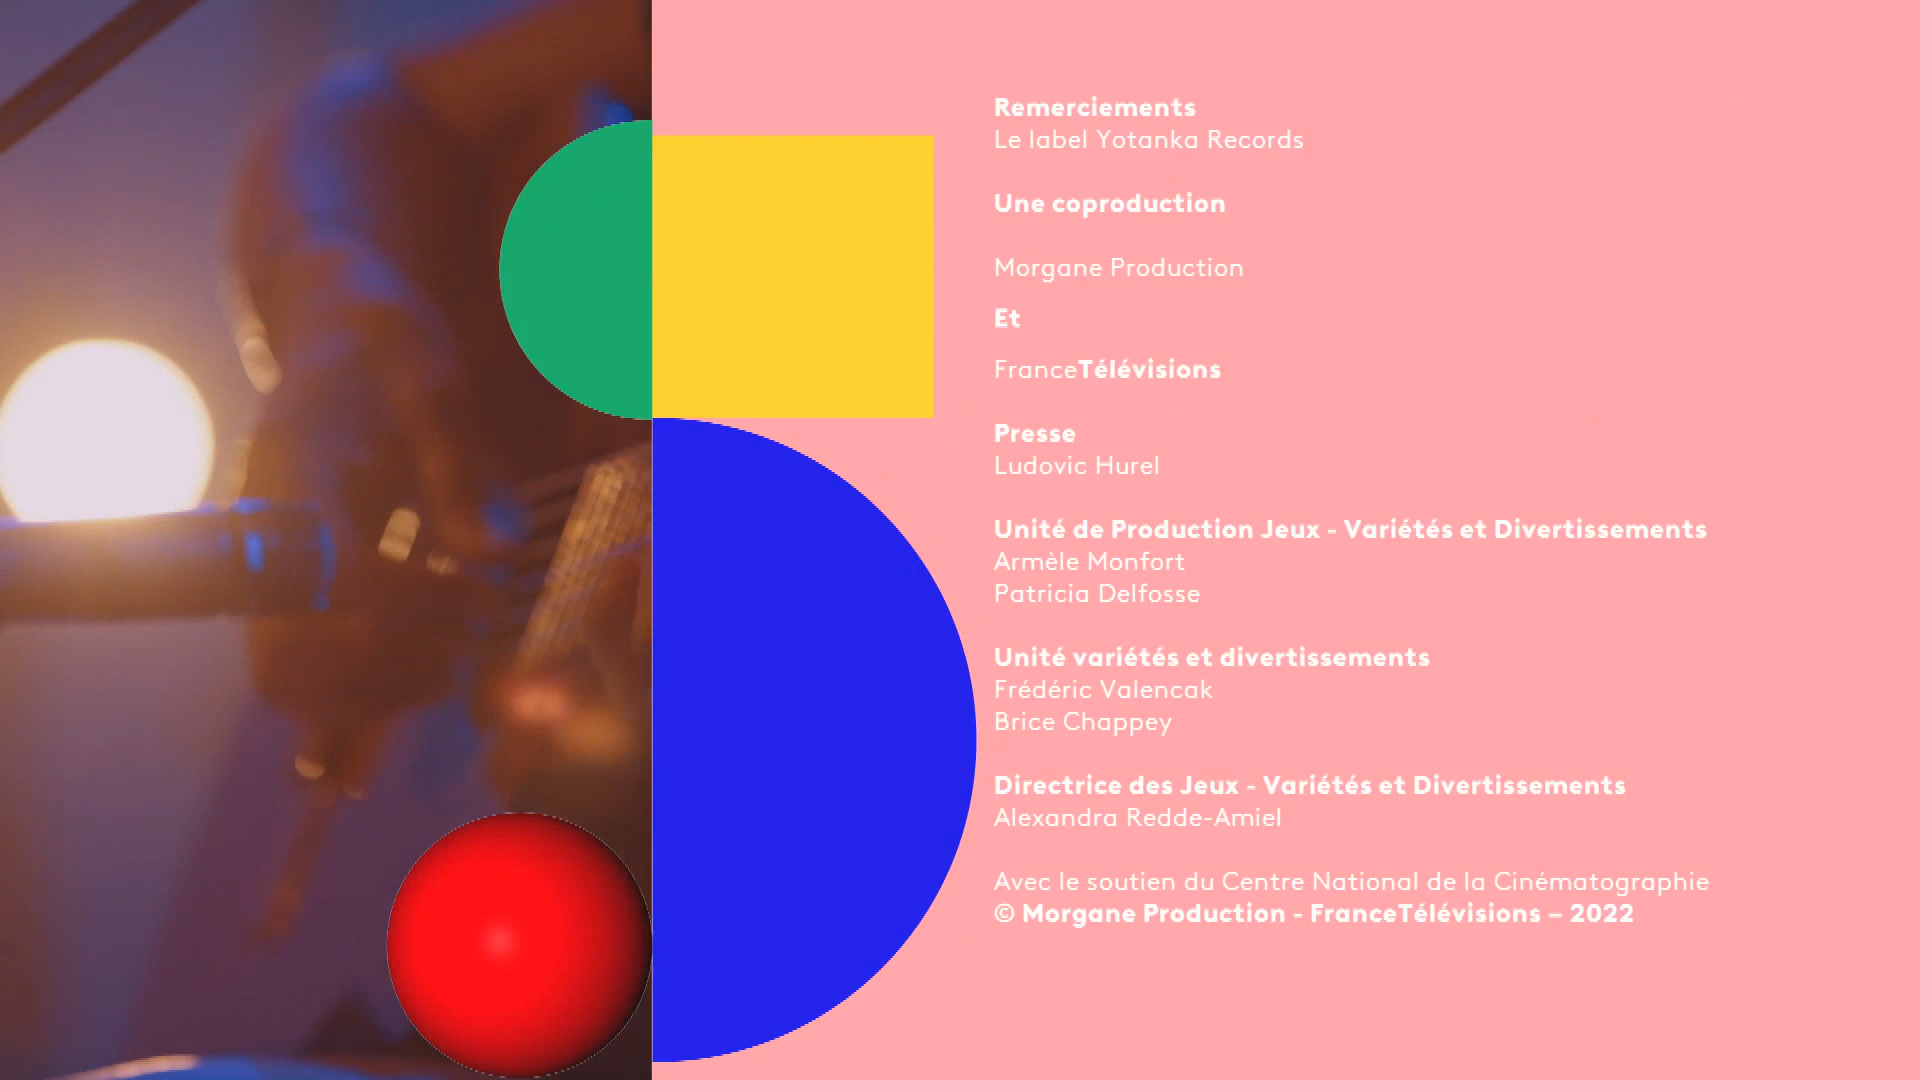 Remerciements
Le label Yotanka Records
Une coproduction
Morgane Production
Et
FranceTélévisions
Presse
Ludovic Hurel
Unité de Production Jeux - Variétés et Divertissements
Armèle Monfort
Patricia Delfosse
Unité variétés et divertissements
Frédéric Valencak
Brice Chappey
Directrice des Jeux - Variétés et Divertissements
Alexandra Redde-Amiel
Avec le soutien du Centre National de la Cinématographie
© Morgane Production - FranceTélévisions – 2022